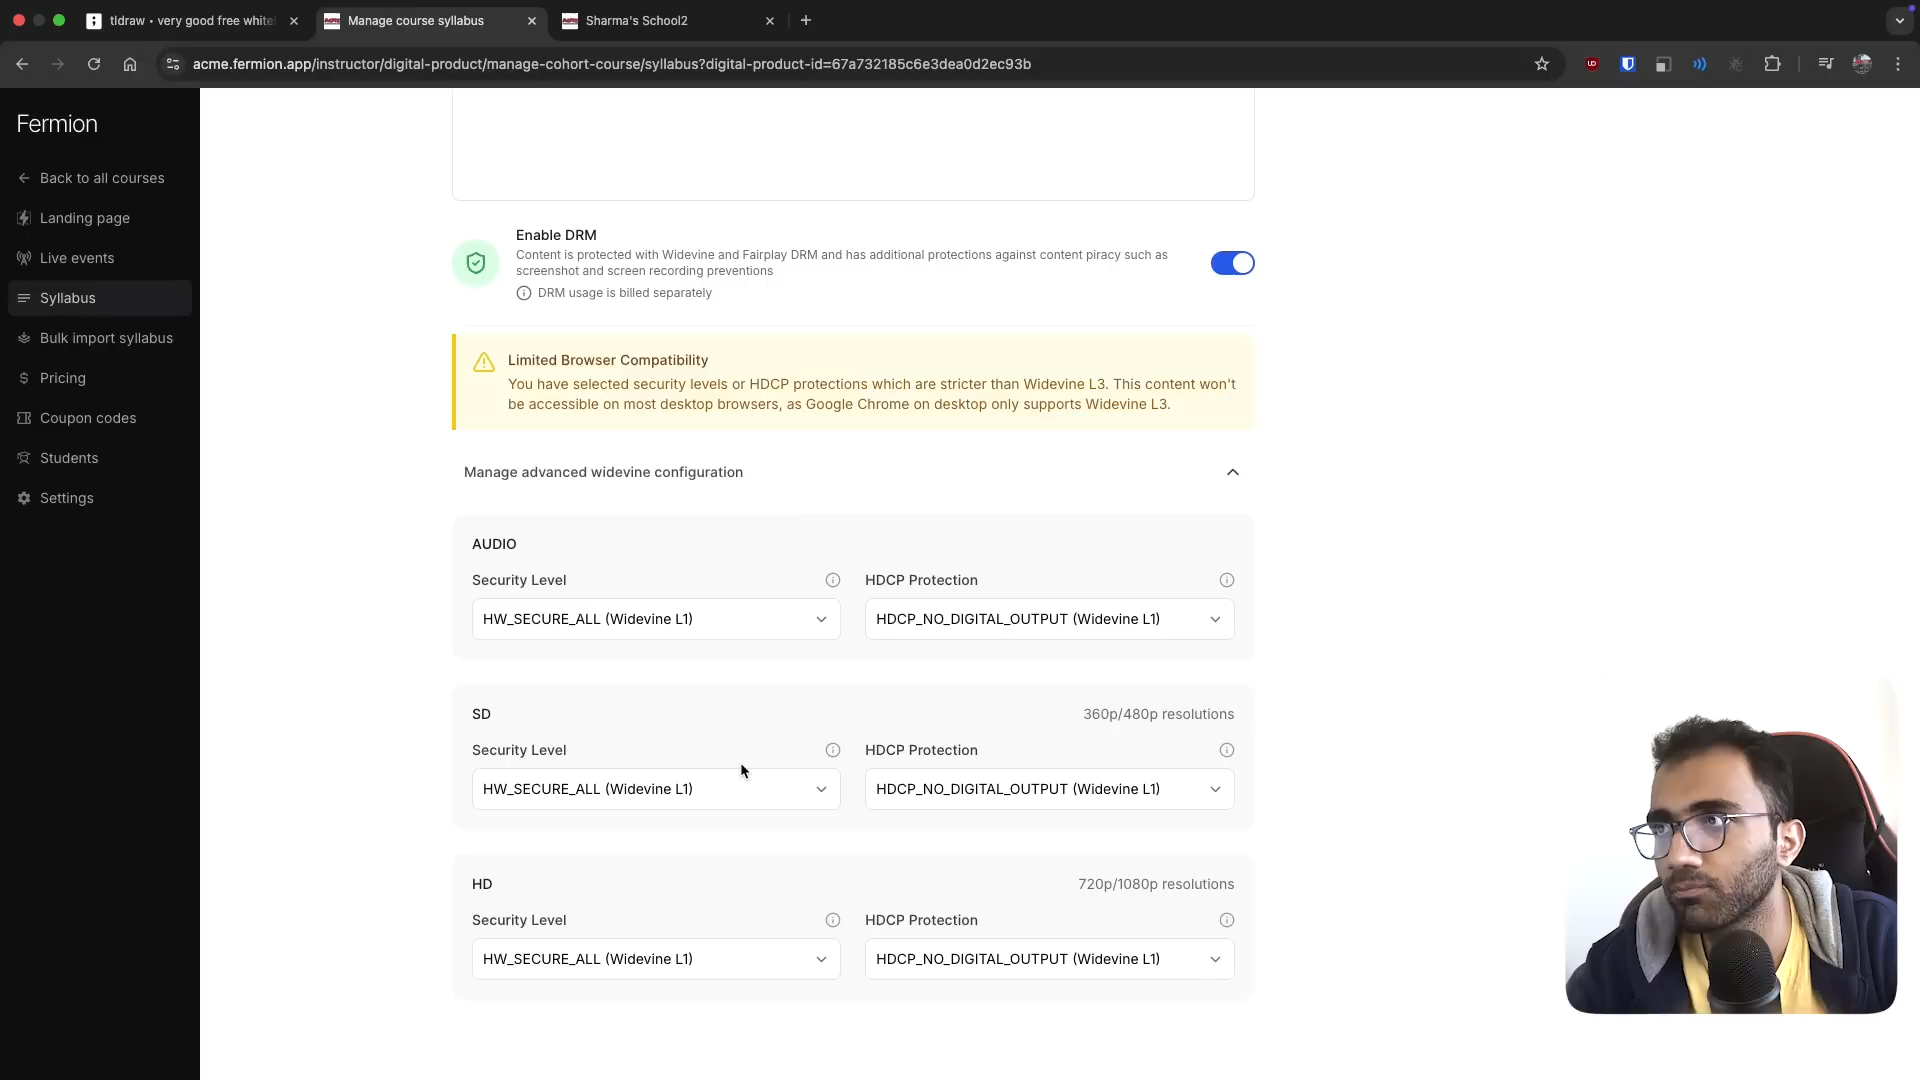 tldraw • very good free white
Manage course syllabus
Sharma's School2
acme.fermion.app/instructor/digital-product/manage-cohort-course/syllabus?digital-product-id=67a732185c6e3dea0d2ec93b
Fermion
Back to all courses
Landing page
Live events
Syllabus
Bulk import syllabus
Pricing
Coupon codes
Students
Settings
Enable DRM
Content is protected with Widevine and Fairplay DRM and has additional protections against content piracy such as
screenshot and screen recording preventions
DRM usage is billed separately
Limited Browser Compatibility
You have selected security levels or HDCP protections which are stricter than Widevine L3. This content won't
be accessible on most desktop browsers, as Google Chrome on desktop only supports Widevine L3.
Manage advanced widevine configuration
AUDIO
Security Level
HDCP Protection
HW_SECURE_ALL (Widevine L1)
HDCP_NO_DIGITAL_OUTPUT (Widevine L1)
SD
360p/480p resolutions
Security Level
HDCP Protection
HW_SECURE_ALL (Widevine L1)
HDCP_NO_DIGITAL_OUTPUT (Widevine L1)
HD
720p/1080p resolutions
Security Level
HDCP Protection
HW_SECURE_ALL (Widevine L1)
HDCP_NO_DIGITAL_OUTPUT (Widevine L1)